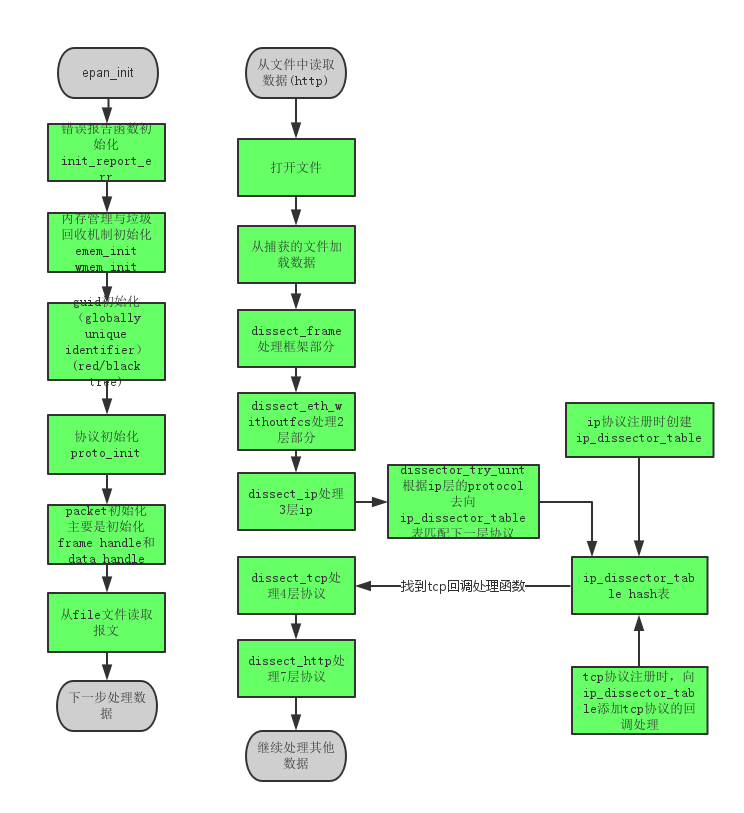 epan_init
错误报告函数初
始化
init_report_e
rr
内存管理与垃圾
回收机制初始化
emem_init
wmem_init
guid初始化
（globally
unique
identifier）
(red/black
tree)
协议初始化
proto_init
packet初始化
主要是初始化
frame handle和
data handle
从file文件读取
报文
下一步处理数
据
从文件中读取
数据(http)
打开文件
从捕获的文件加
载数据
dissect_frame
处理框架部分
dissect_eth_w
ithoutfcs处理2
层部分
dissect_ip处理
3层ip
dissector_try_uint
根据ip层的protocol
去向
ip_dissector_table
表匹配下一层协议
ip协议注册时创建
ip_dissector_table
ip_dissector_tab
le hash表
tcp协议注册时，向
ip_dissector_tab
le添加tcp协议的回
调处理
找到tcp回调处理函数
dissect_tcp处
理4层协议
dissect_http处
理7层协议
继续处理其他
数据